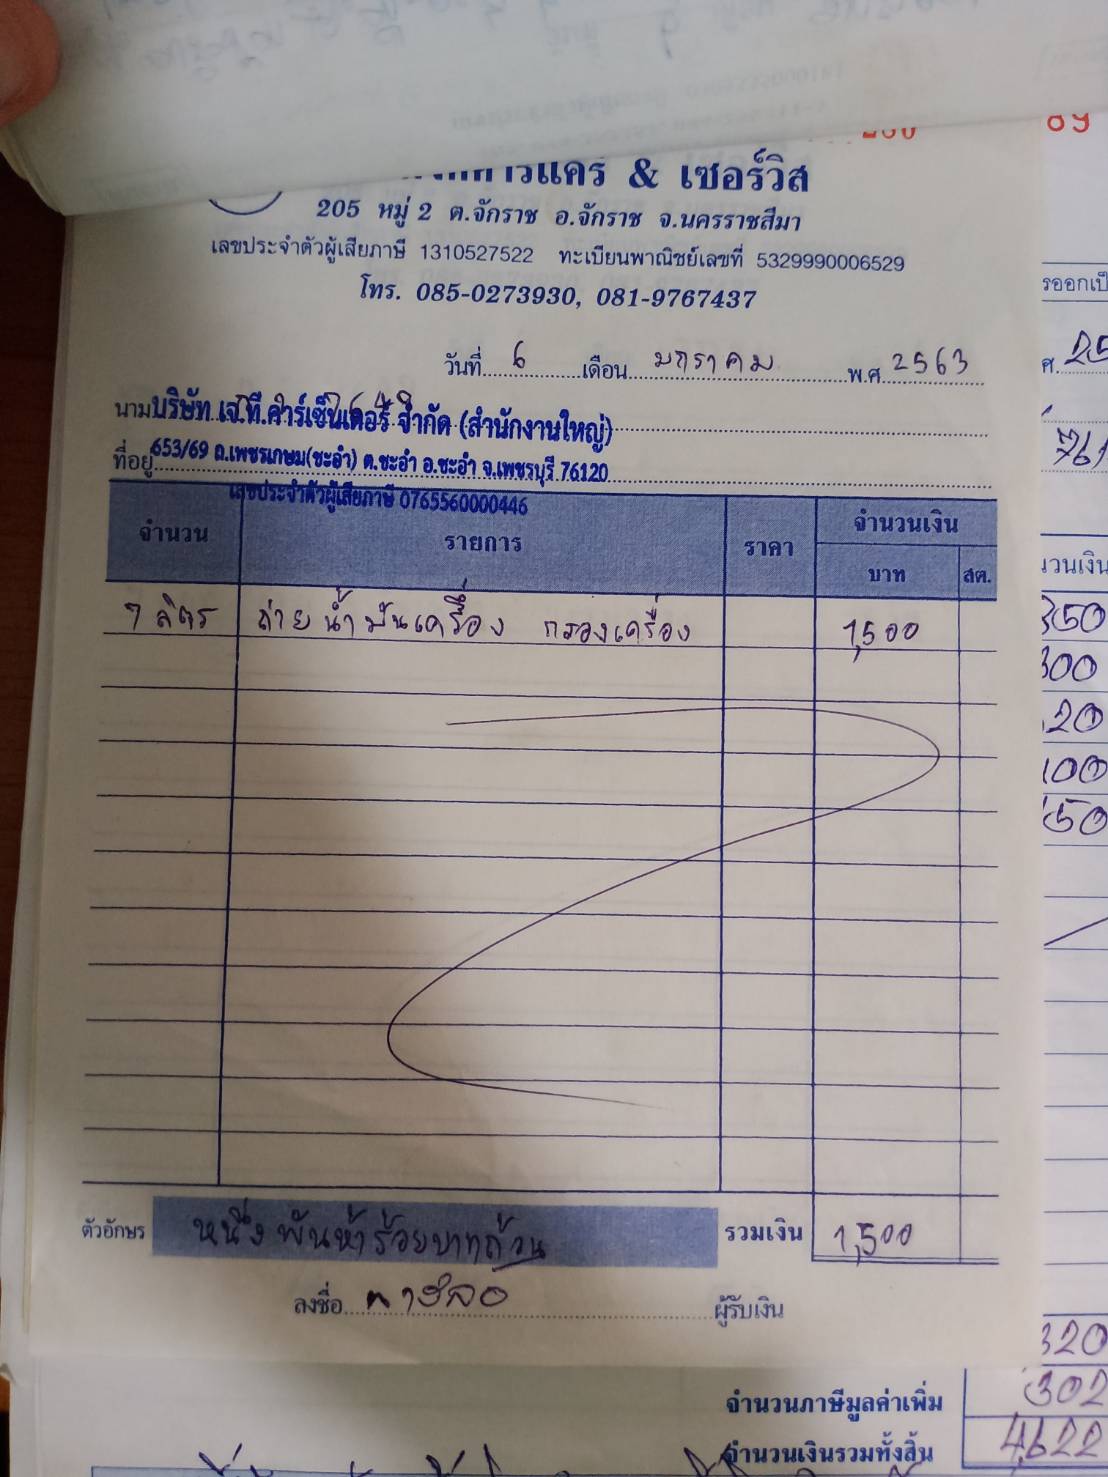 89
คาร์แคร์ & เซอร์วิส
205 หมู่ 2 ต.จักราช อ.จักราช จ.นครราชสีมา
เลขประจำตัวผู้เสียภาษี 1310527522 ทะเบียนพาณิชย์เลขที่ 5329990006529
โทร. 085-0273930, 081-9767437
วันที่ 6 เดือน มกราคม พ.ศ 2563
นาม บริษัท เจ.ที.คาร์เซ็นเตอร์ จำกัด (สำนักงานใหญ่)
ที่อยู่ 653/69 ถ.เพชรเกษม(ชะอำ) ต.ชะอำ อ.ชะอำ จ.เพชรบุรี 76120
เลขประจำตัวผู้เสียภาษี 0765560000446
จำนวน รายการ ราคา จำนวนเงิน
บาท สต.
7 ลิตร ถ่ายน้ำมันเครื่อง กรองเครื่อง 1,500
ตัวอักษร หนึ่งพันห้าร้อยบาทถ้วน รวมเงิน 1,500
ลงชื่อ ผู้รับเงิน
320
จำนวนภาษีมูลค่าเพิ่ม 302
จำนวนเงินรวมทั้งสิ้น 4,622